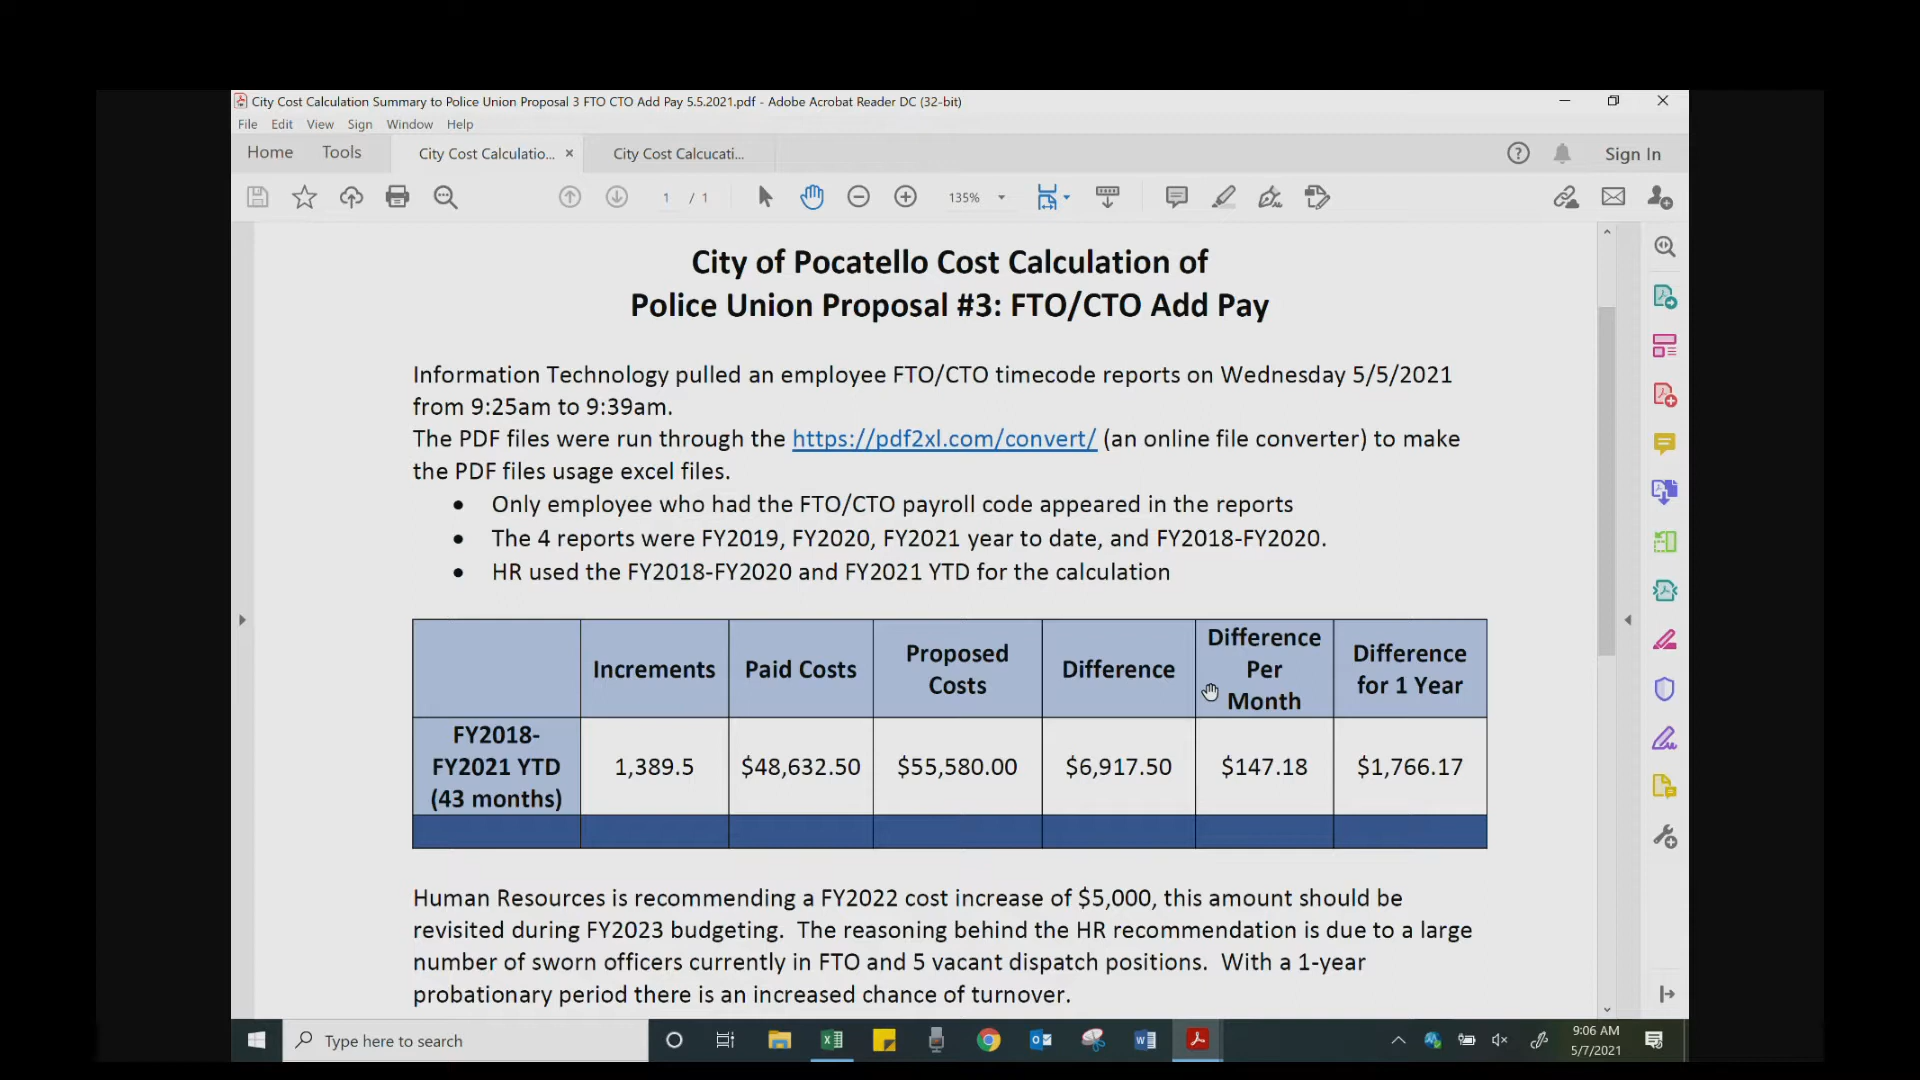 City Cost Calculation Summary to Police Union Proposal 3 FTO CTO Add Pay 5.5.2021.pdf - Adobe Acrobat Reader DC (32-bit)
File Edit View Sign Window Help
Home Tools City Cost Calculatio... × City Cost Calcucati... Sign In
1 / 1 135%
City of Pocatello Cost Calculation of
Police Union Proposal #3: FTO/CTO Add Pay
Information Technology pulled an employee FTO/CTO timecode reports on Wednesday 5/5/2021
from 9:25am to 9:39am.
The PDF files were run through the https://pdf2xl.com/convert/ (an online file converter) to make
the PDF files usage excel files.
• Only employee who had the FTO/CTO payroll code appeared in the reports
• The 4 reports were FY2019, FY2020, FY2021 year to date, and FY2018-FY2020.
• HR used the FY2018-FY2020 and FY2021 YTD for the calculation
Increments Paid Costs Proposed Costs Difference Difference Per Month Difference for 1 Year
FY2018-FY2021 YTD (43 months) 1,389.5 $48,632.50 $55,580.00 $6,917.50 $147.18 $1,766.17
Human Resources is recommending a FY2022 cost increase of $5,000, this amount should be
revisited during FY2023 budgeting. The reasoning behind the HR recommendation is due to a large
number of sworn officers currently in FTO and 5 vacant dispatch positions. With a 1-year
probationary period there is an increased chance of turnover.
Type here to search
9:06 AM
5/7/2021